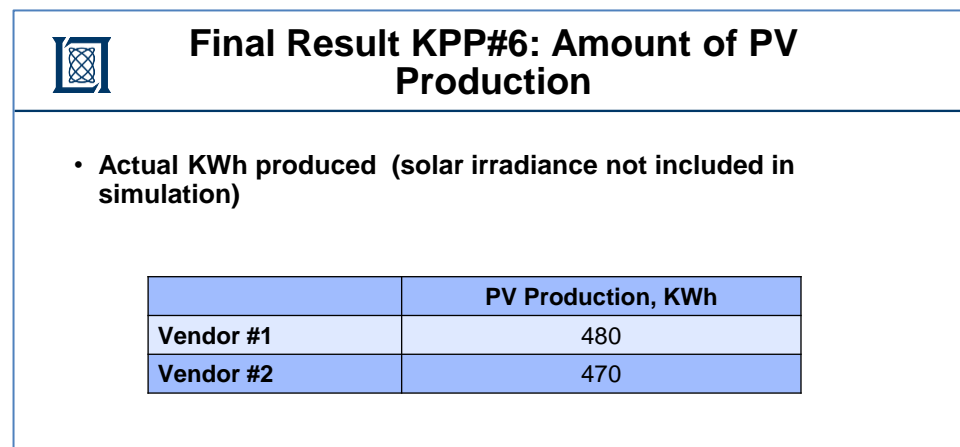 Final Result KPP#6: Amount of PV
Production
• Actual KWh produced (solar irradiance not included in
simulation)
PV Production, KWh
Vendor #1 480
Vendor #2 470